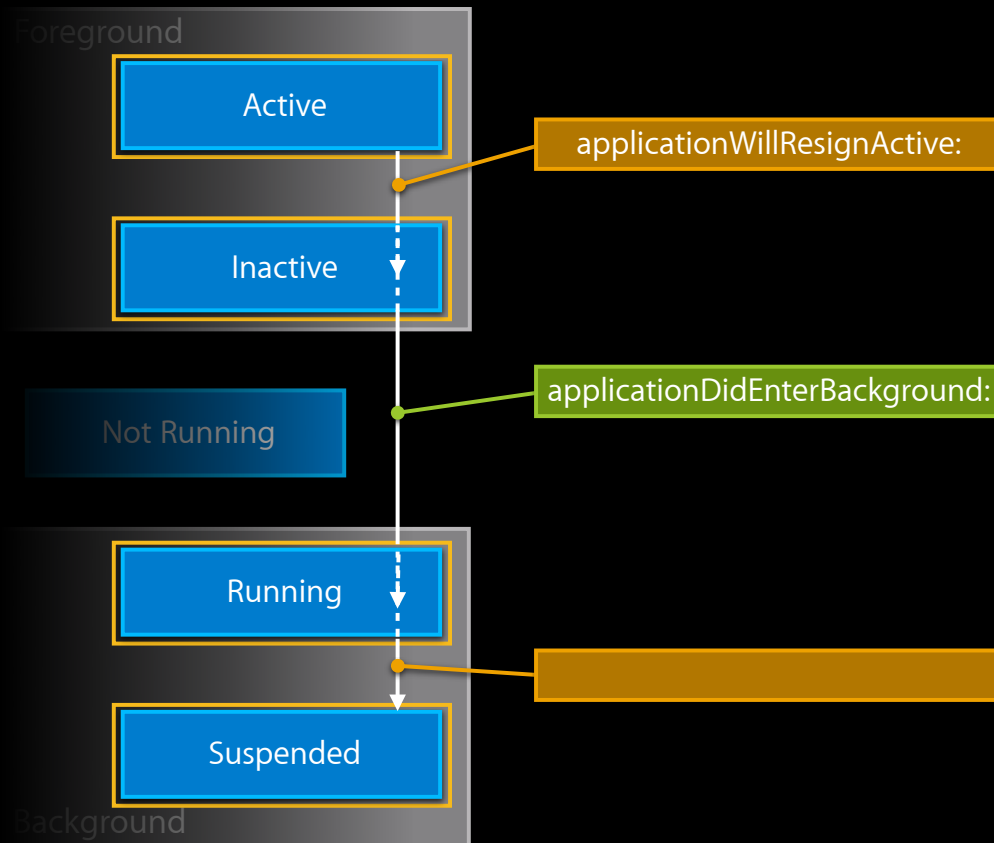 Foreground
Active
applicationWillResignActive:
Inactive
applicationDidEnterBackground:
Not Running
Running
Suspended
Background